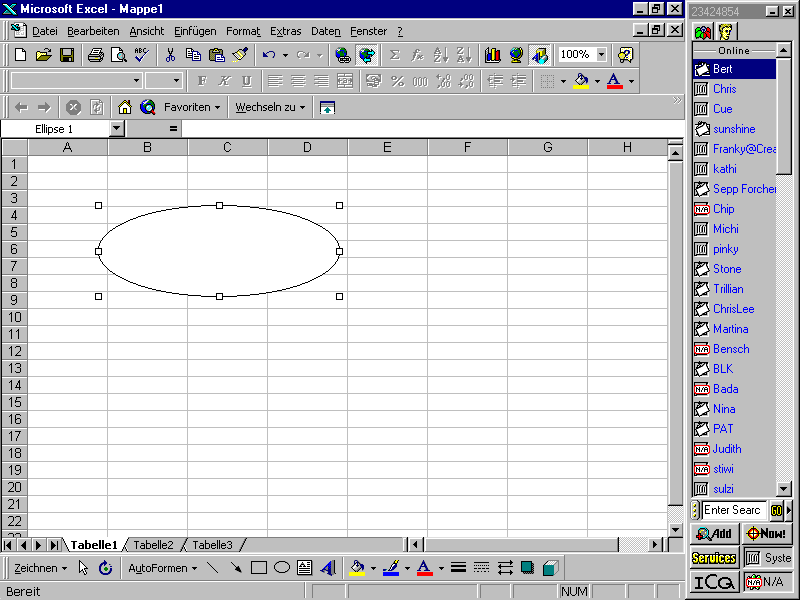 Microsoft Excel - Mappe1
Datei Bearbeiten Ansicht Einfügen Format Extras Daten Fenster ?
100%
F K U
% 000
Favoriten Wechseln zu
Ellipse 1 =
A B C D E F G H
1
2
3
4
5
6
7
8
9
10
11
12
13
14
15
16
17
18
19
20
21
22
Tabelle1 Tabelle2 Tabelle3
Zeichnen AutoFormen
Bereit NUM
23424854
Online
Bert
Chris
Cue
sunshine
Franky@Crea
kathi
Sepp Forcher
N/A Chip
Michi
pinky
Stone
Trillian
ChrisLee
Martina
N/A Bensch
BLK
N/A Bada
Nina
PAT
N/A Judith
N/A stiwi
sulzi
Enter Searc GO
Add Now!
Services Syste
ICQ N/A